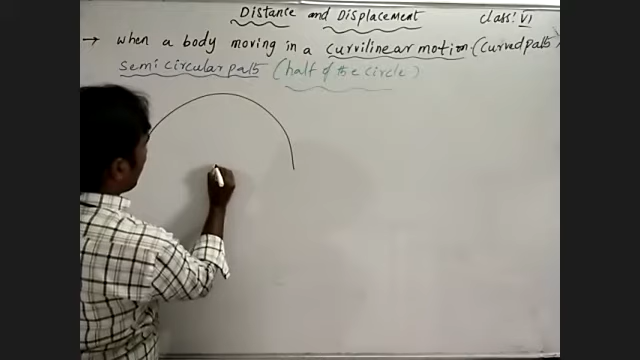 Distance and Displacement
class: VI
→ when a body moving in a curvilinear motion (curved path)
semi circular path (half of the circle)